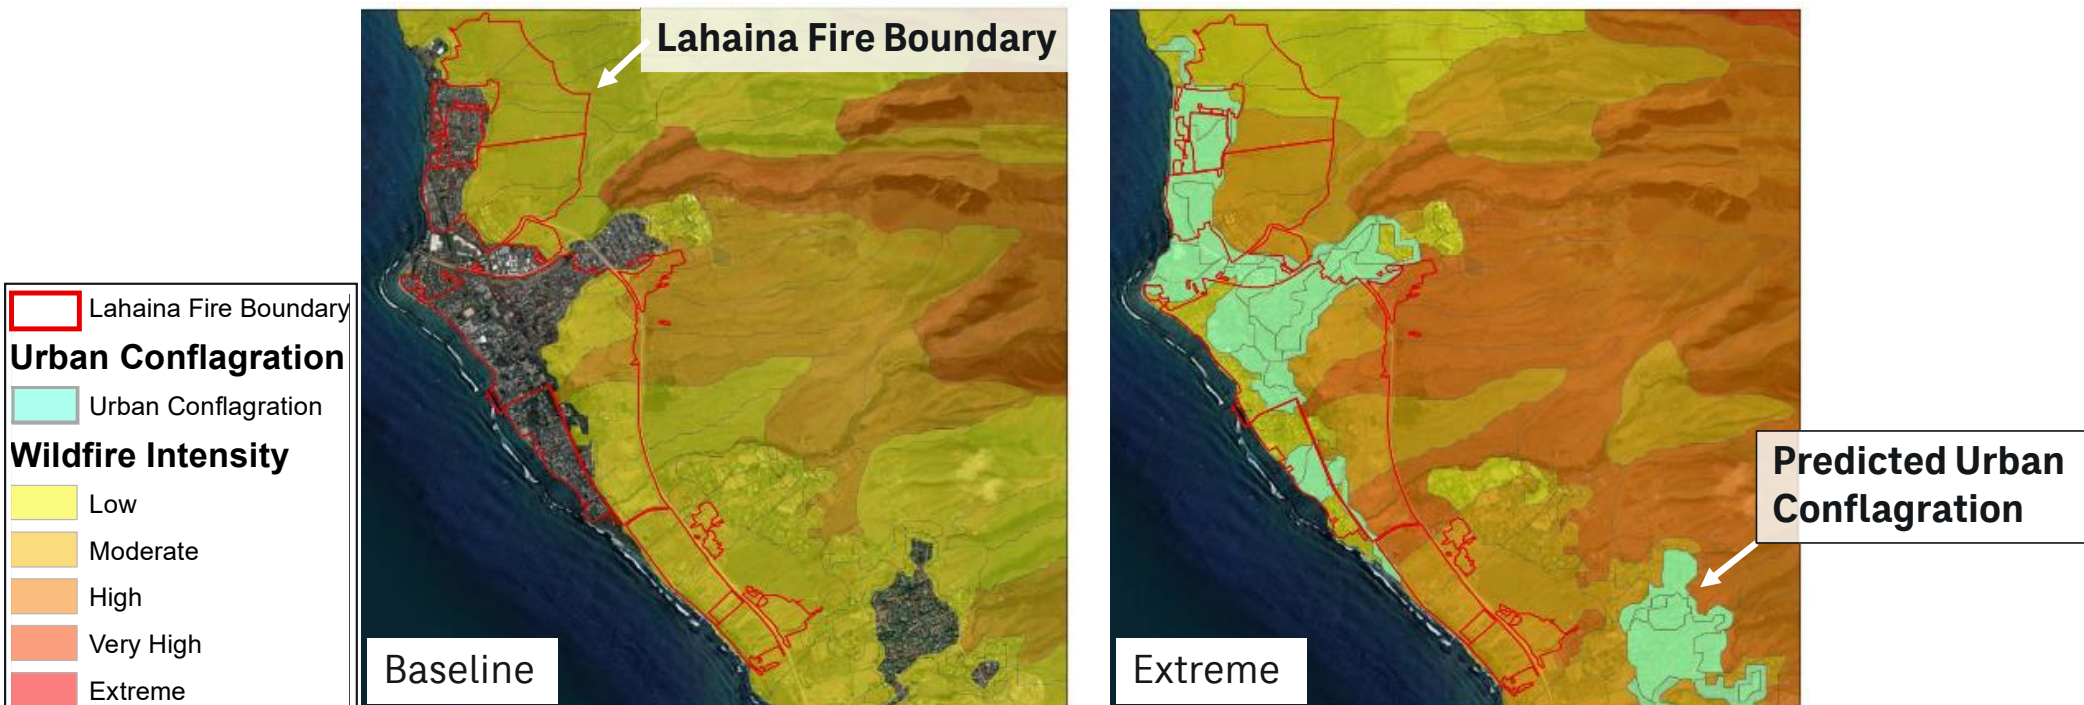 Lahaina Fire Boundary
Lahaina Fire Boundary
Urban Conflagration
Urban Conflagration
Wildfire Intensity
Low
Moderate
High
Very High
Extreme
Baseline
Extreme
Predicted Urban
Conflagration